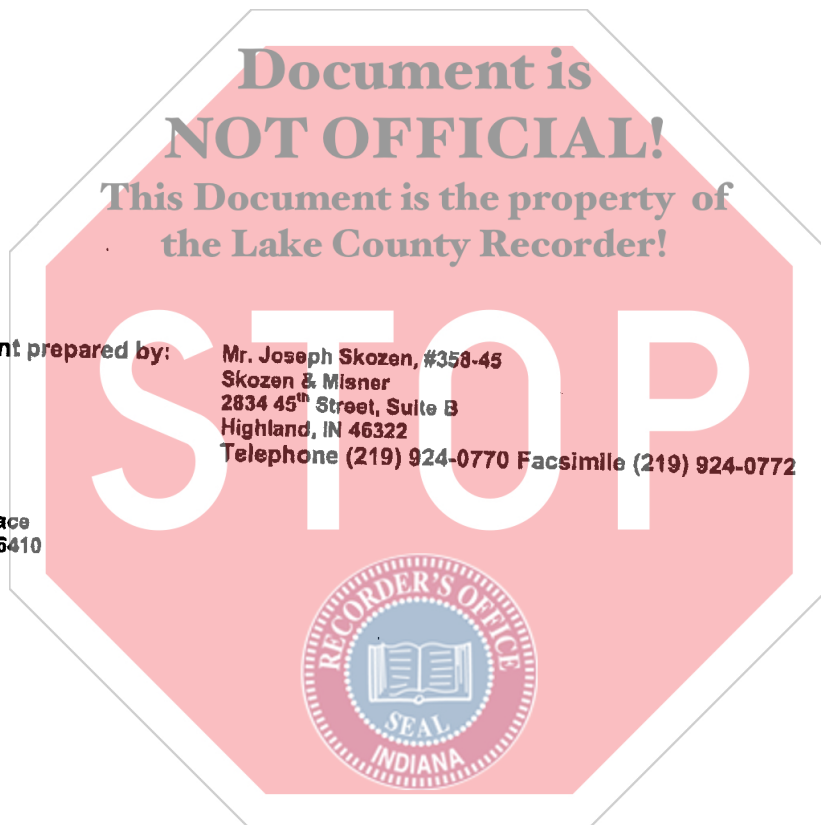 Document is
NOT OFFICIAL!
This Document is the property of
the Lake County Recorder!
STOP
nt prepared by:
Mr. Joseph Skozen, #358-45
Skozen & Misner
2834 45th Street, Suite B
Highland, IN 46322
Telephone (219) 924-0770 Facsimile (219) 924-0772
ace
6410
RECORDER'S OFFICE
SEAL
INDIANA